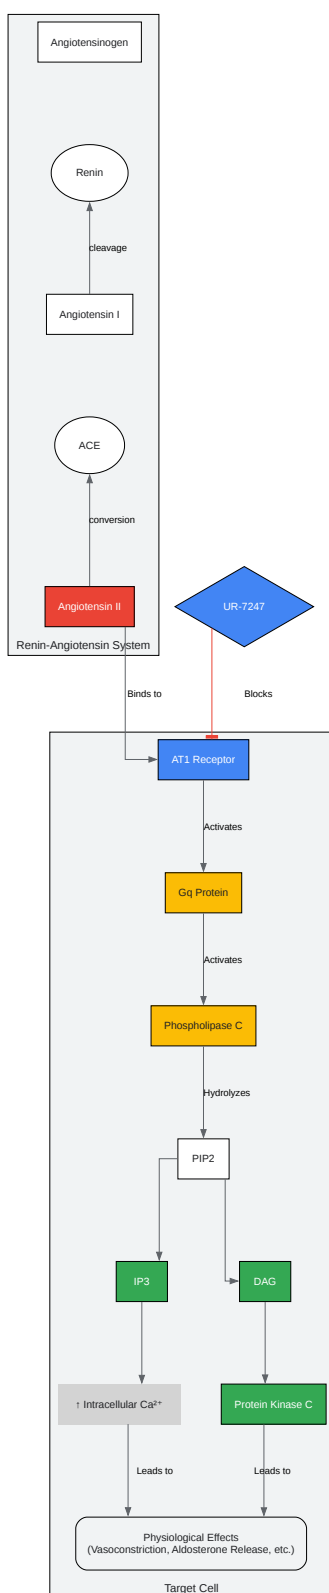 Angiotensinogen
Renin
cleavage
Angiotensin I
ACE
conversion
Angiotensin II
UR-7247
Renin-Angiotensin System
Binds to
Blocks
AT1 Receptor
Activates
Gq Protein
Activates
Phospholipase C
Hydrolyzes
PIP2
IP3
DAG
↑ Intracellular Ca²⁺
Protein Kinase C
Leads to
Leads to
Physiological Effects
(Vasoconstriction, Aldosterone Release, etc.)
Target Cell